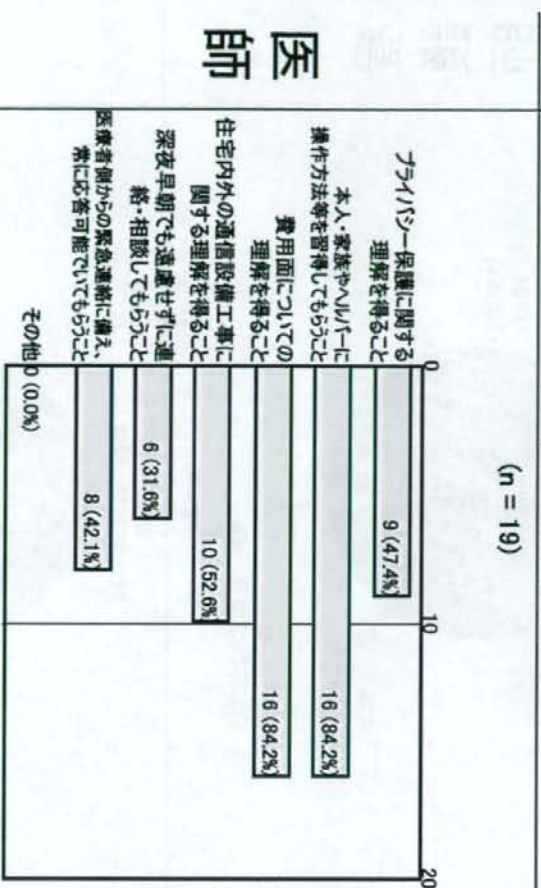 医師
(n = 19)
0
10
20
プライバシー保護に関する
理解を得ること
9 (47.4%)
本人・家族やヘルパーに
操作方法等を習得してもらうこと
16 (84.2%)
費用面についての
理解を得ること
16 (84.2%)
住宅内外の通信設備工事に
関する理解を得ること
10 (52.6%)
深夜早朝でも遠慮せずに連
絡・相談してもらうこと
6 (31.6%)
医療者側からの緊急連絡に備え、
常に応答可能でいてもらうこと
8 (42.1%)
その他
0 (0.0%)